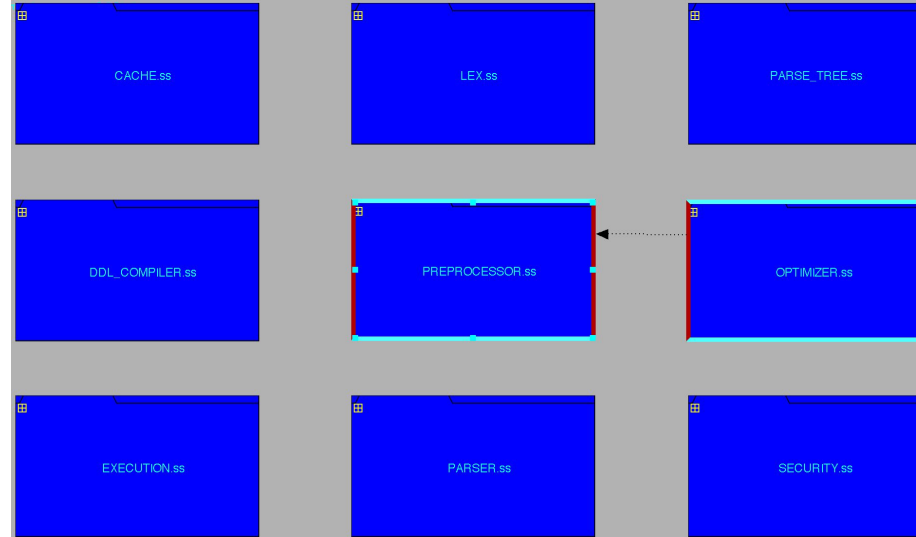 CACHE.ss
LEX.ss
PARSE_TREE.ss
DDL_COMPILER.ss
PREPROCESSOR.ss
OPTIMIZER.ss
EXECUTION.ss
PARSER.ss
SECURITY.ss